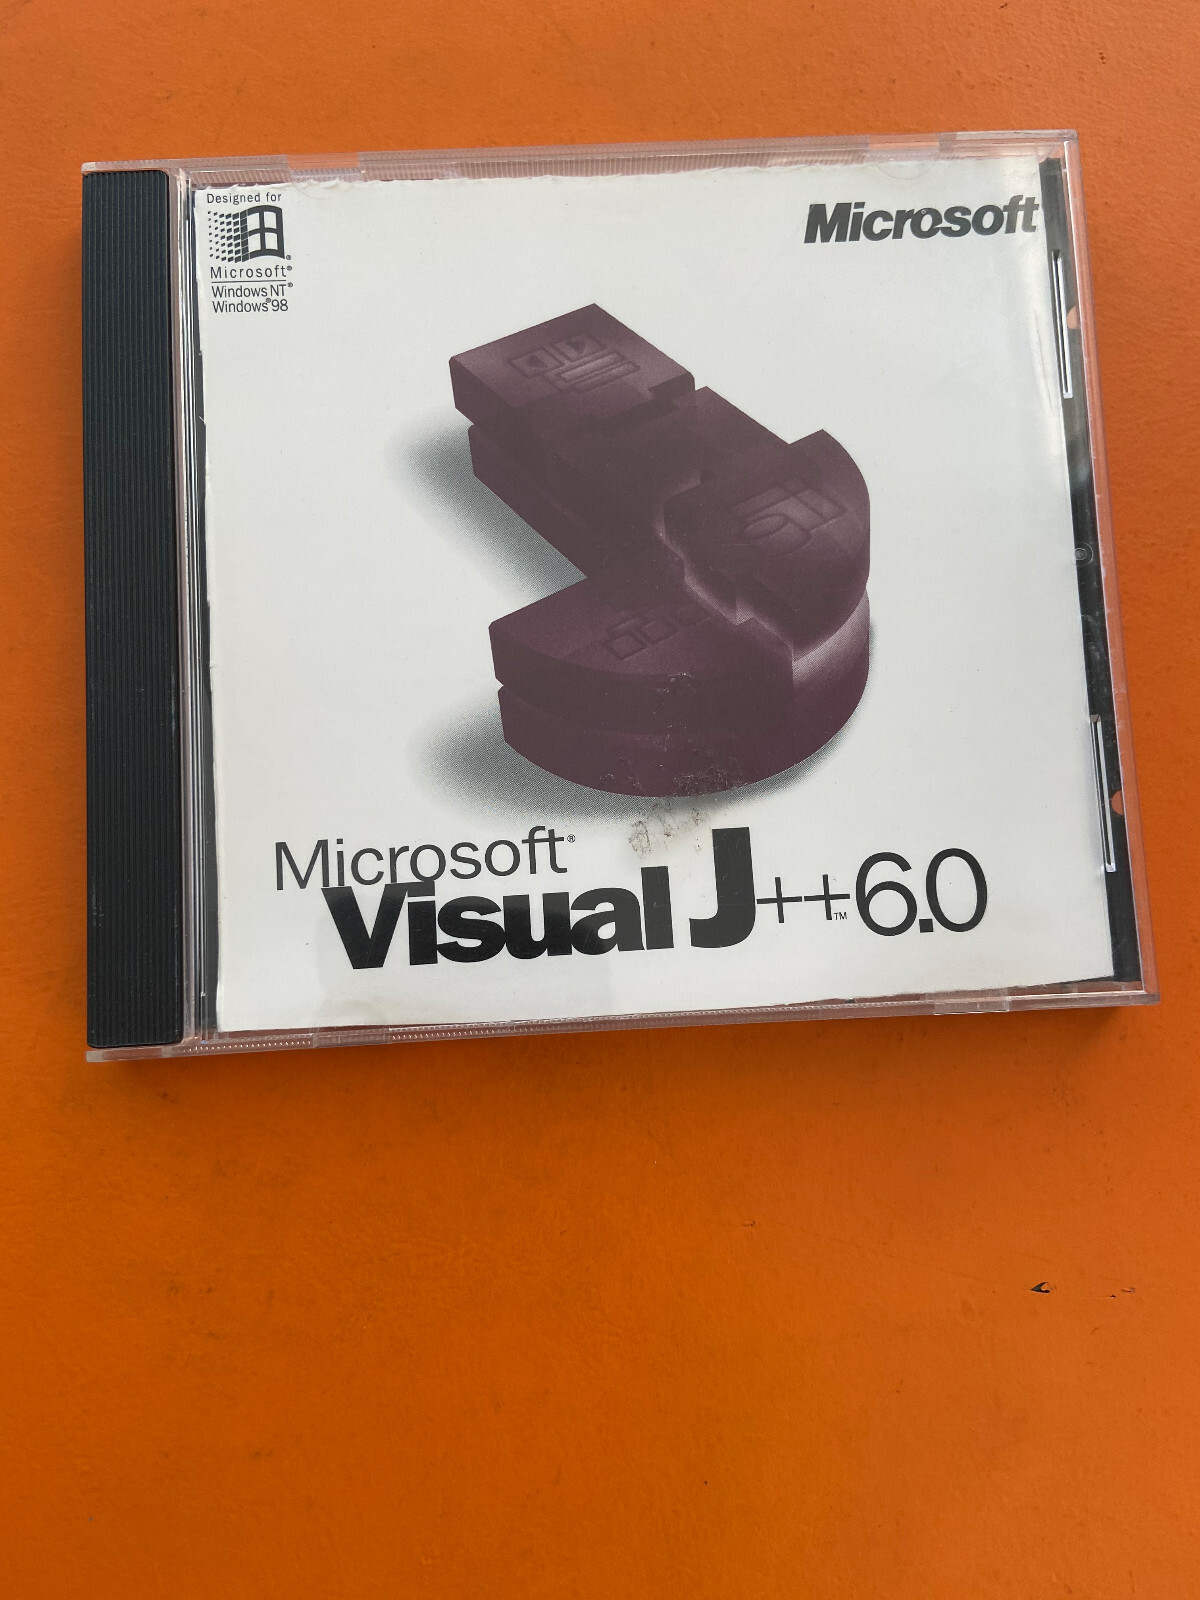 Designed for
Microsoft®
Windows NT®
Windows®98
Microsoft
Microsoft®
Visual J++™ 6.0